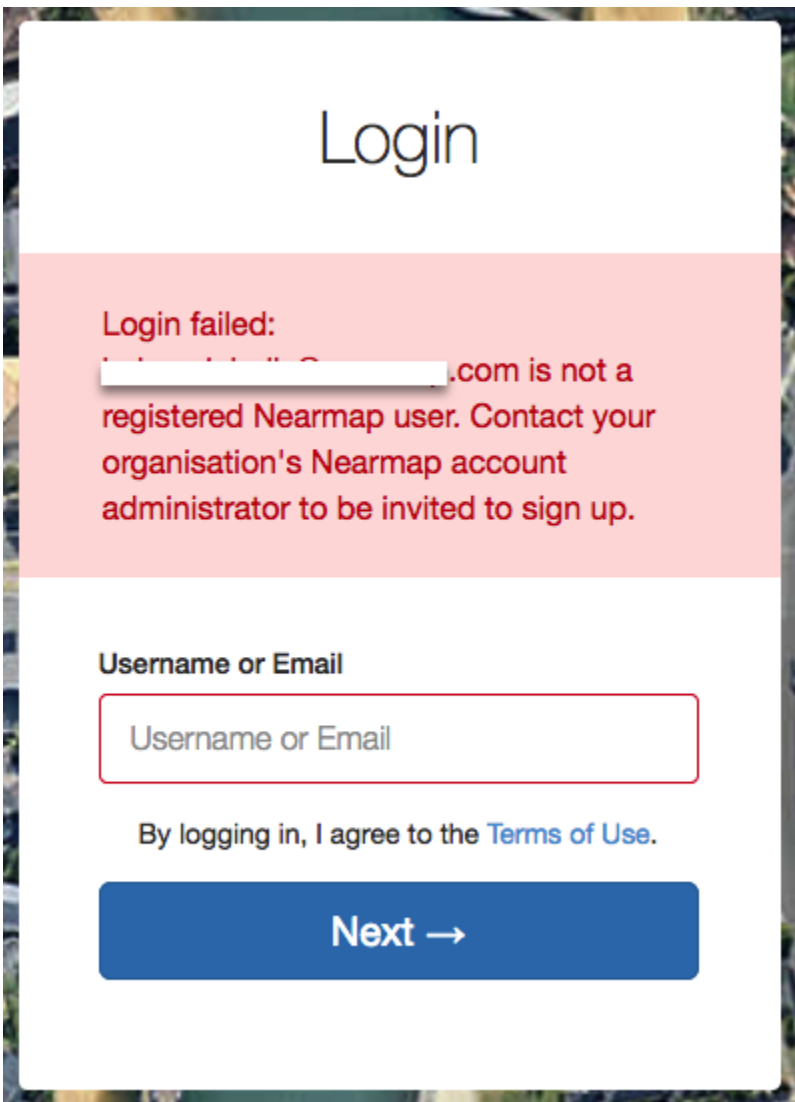 Login
Login failed:
.com is not a
registered Nearmap user. Contact your
organisation's Nearmap account
administrator to be invited to sign up.
Username or Email
Username or Email
By logging in, I agree to the Terms of Use.
Next →